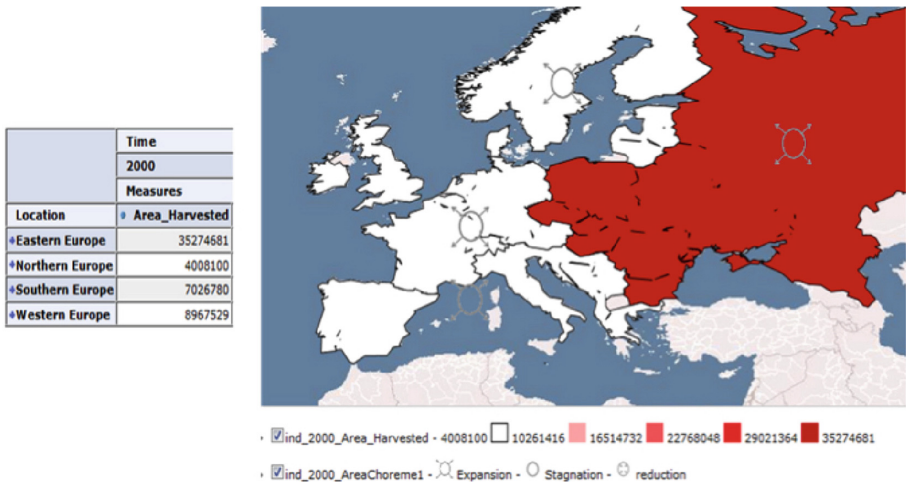 Time
2000
Measures
Location Area_Harvested
Eastern Europe 35274681
Northern Europe 4008100
Southern Europe 7026780
Western Europe 8967529
ind_2000_Area_Harvested - 4008100 10261416 16514732 22768048 29021364 35274681
ind_2000_AreaChoreme1 - Expansion - Stagnation - reduction